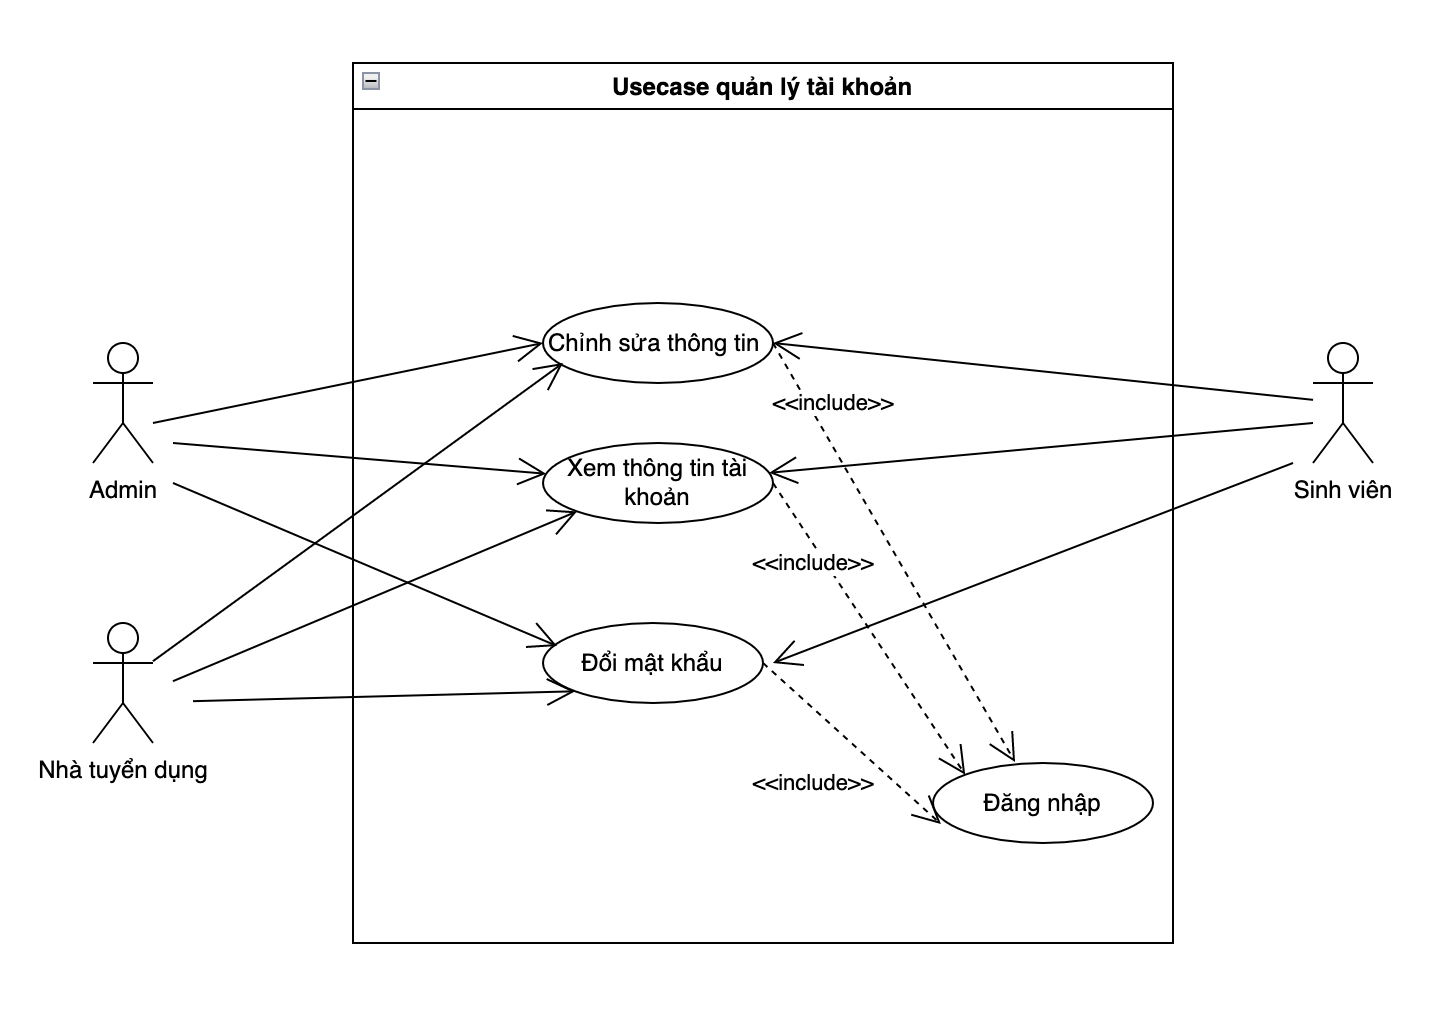 Usecase quản lý tài khoản
Chỉnh sửa thông tin
<<include>>
Xem thông tin tài
khoản
Admin
Sinh viên
<<include>>
Đổi mật khẩu
Nhà tuyển dụng
<<include>>
Đăng nhập